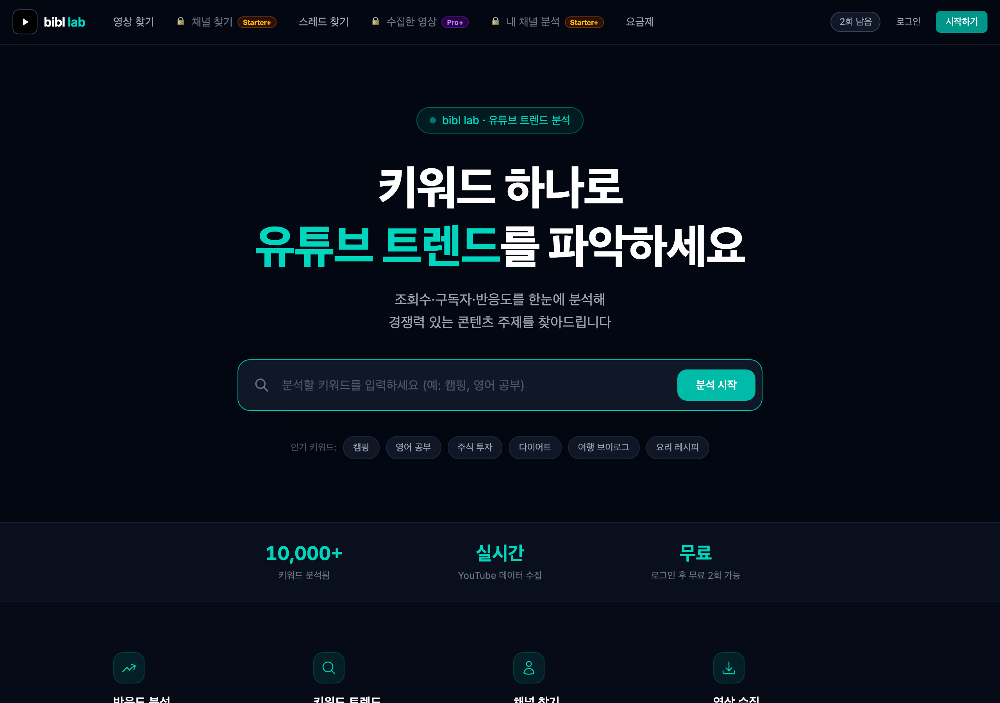 bibl lab 영상 찾기 채널 찾기 Starter+ 스레드 찾기 수집한 영상 Pro+ 내 채널 분석 Starter+ 요금제 2회 남음 로그인 시작하기
bibl lab · 유튜브 트렌드 분석
키워드 하나로
유튜브 트렌드를 파악하세요
조회수·구독자·반응도를 한눈에 분석해
경쟁력 있는 콘텐츠 주제를 찾아드립니다
분석할 키워드를 입력하세요 (예: 캠핑, 영어 공부) 분석 시작
인기 키워드: 캠핑 영어 공부 주식 투자 다이어트 여행 브이로그 요리 레시피
10,000+ 실시간 무료
키워드 분석됨 YouTube 데이터 수집 로그인 후 무료 2회 가능
반응도 분석 키워드 트렌드 채널 찾기 영상 수집